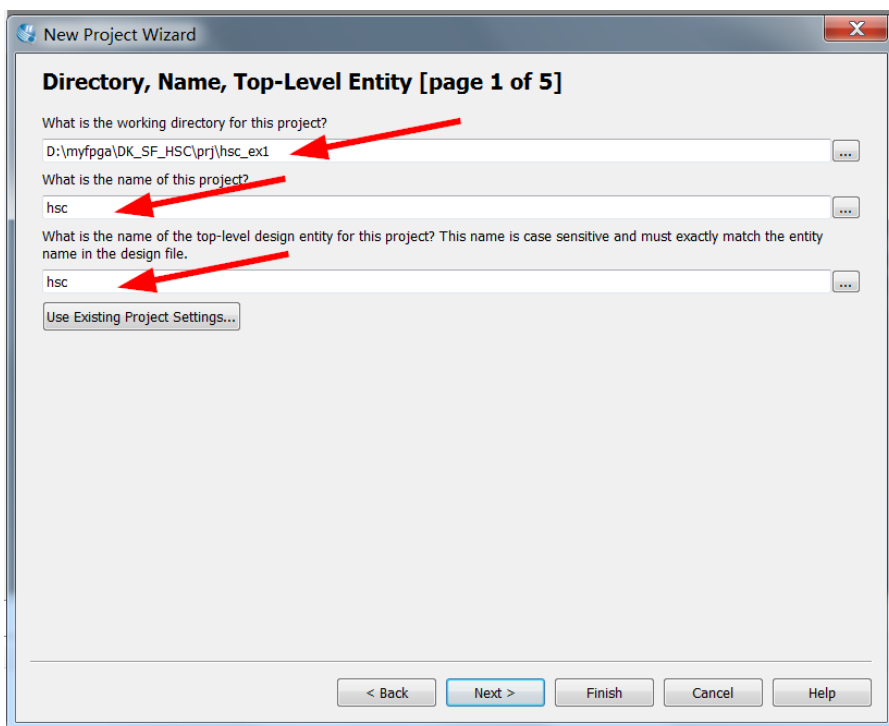 New Project Wizard
X
Directory, Name, Top-Level Entity [page 1 of 5]
What is the working directory for this project?
D:\myfpga\DK_SF_HSC\prj\hsc_ex1
...
What is the name of this project?
hsc
...
What is the name of the top-level design entity for this project? This name is case sensitive and must exactly match the entity
name in the design file.
hsc
...
Use Existing Project Settings...
< Back
Next >
Finish
Cancel
Help